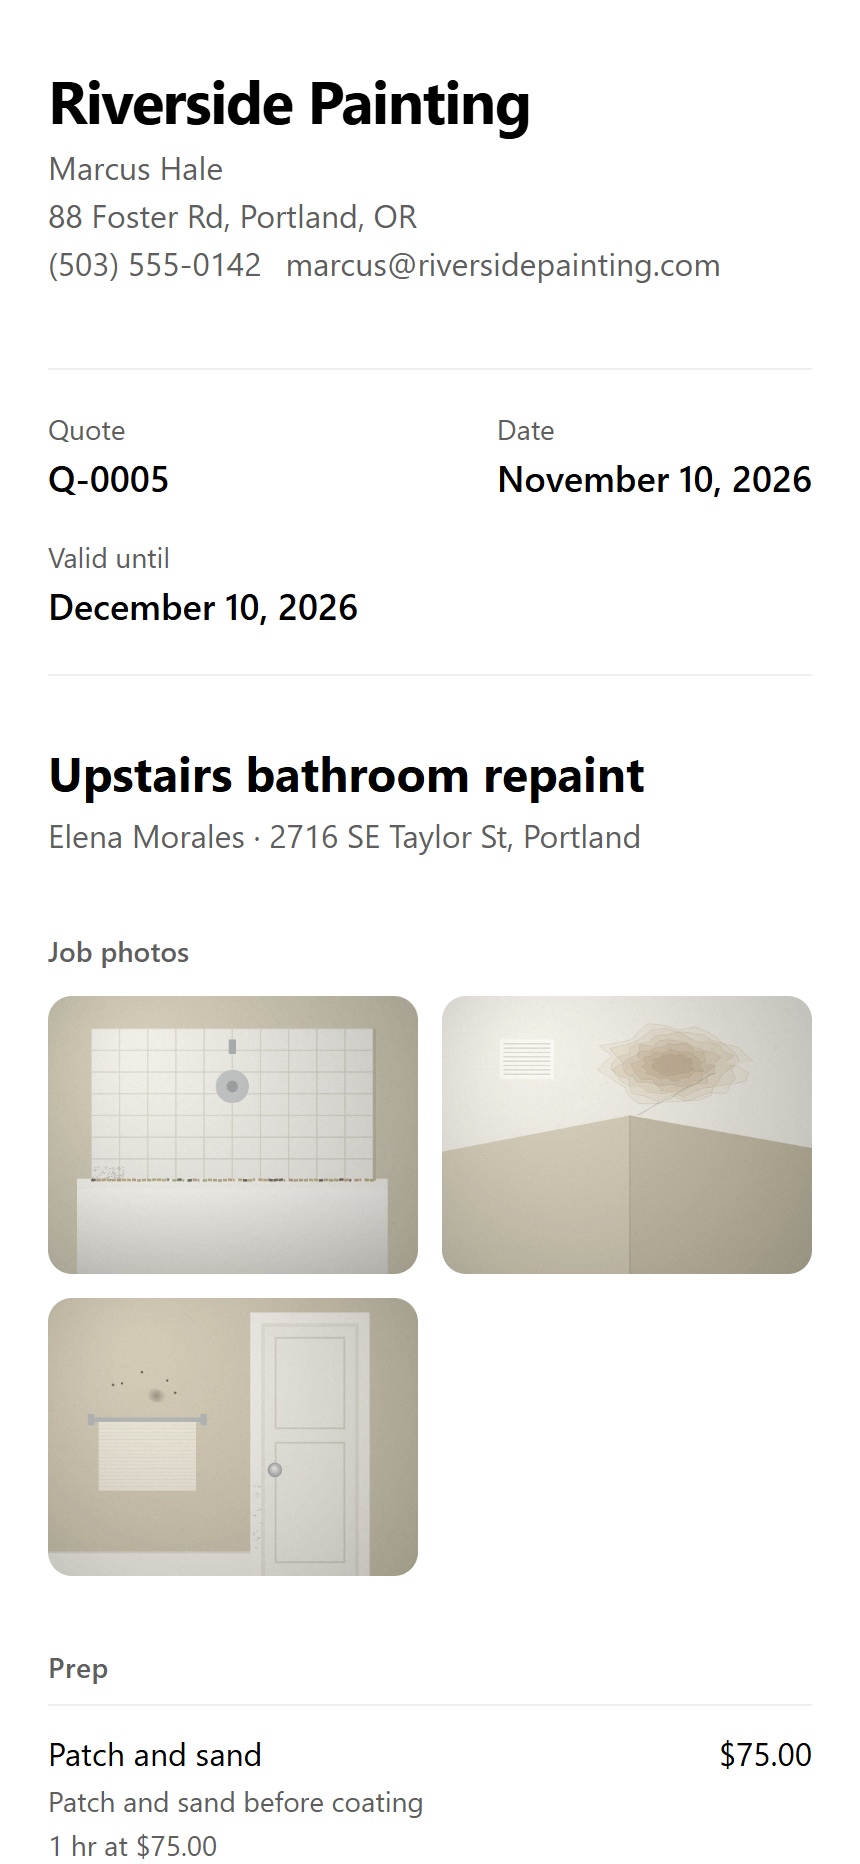 Riverside Painting
Marcus Hale
88 Foster Rd, Portland, OR
(503) 555-0142 marcus@riversidepainting.com
Quote
Q-0005
Date
November 10, 2026
Valid until
December 10, 2026
Upstairs bathroom repaint
Elena Morales · 2716 SE Taylor St, Portland
Job photos
Prep
Patch and sand $75.00
Patch and sand before coating
1 hr at $75.00